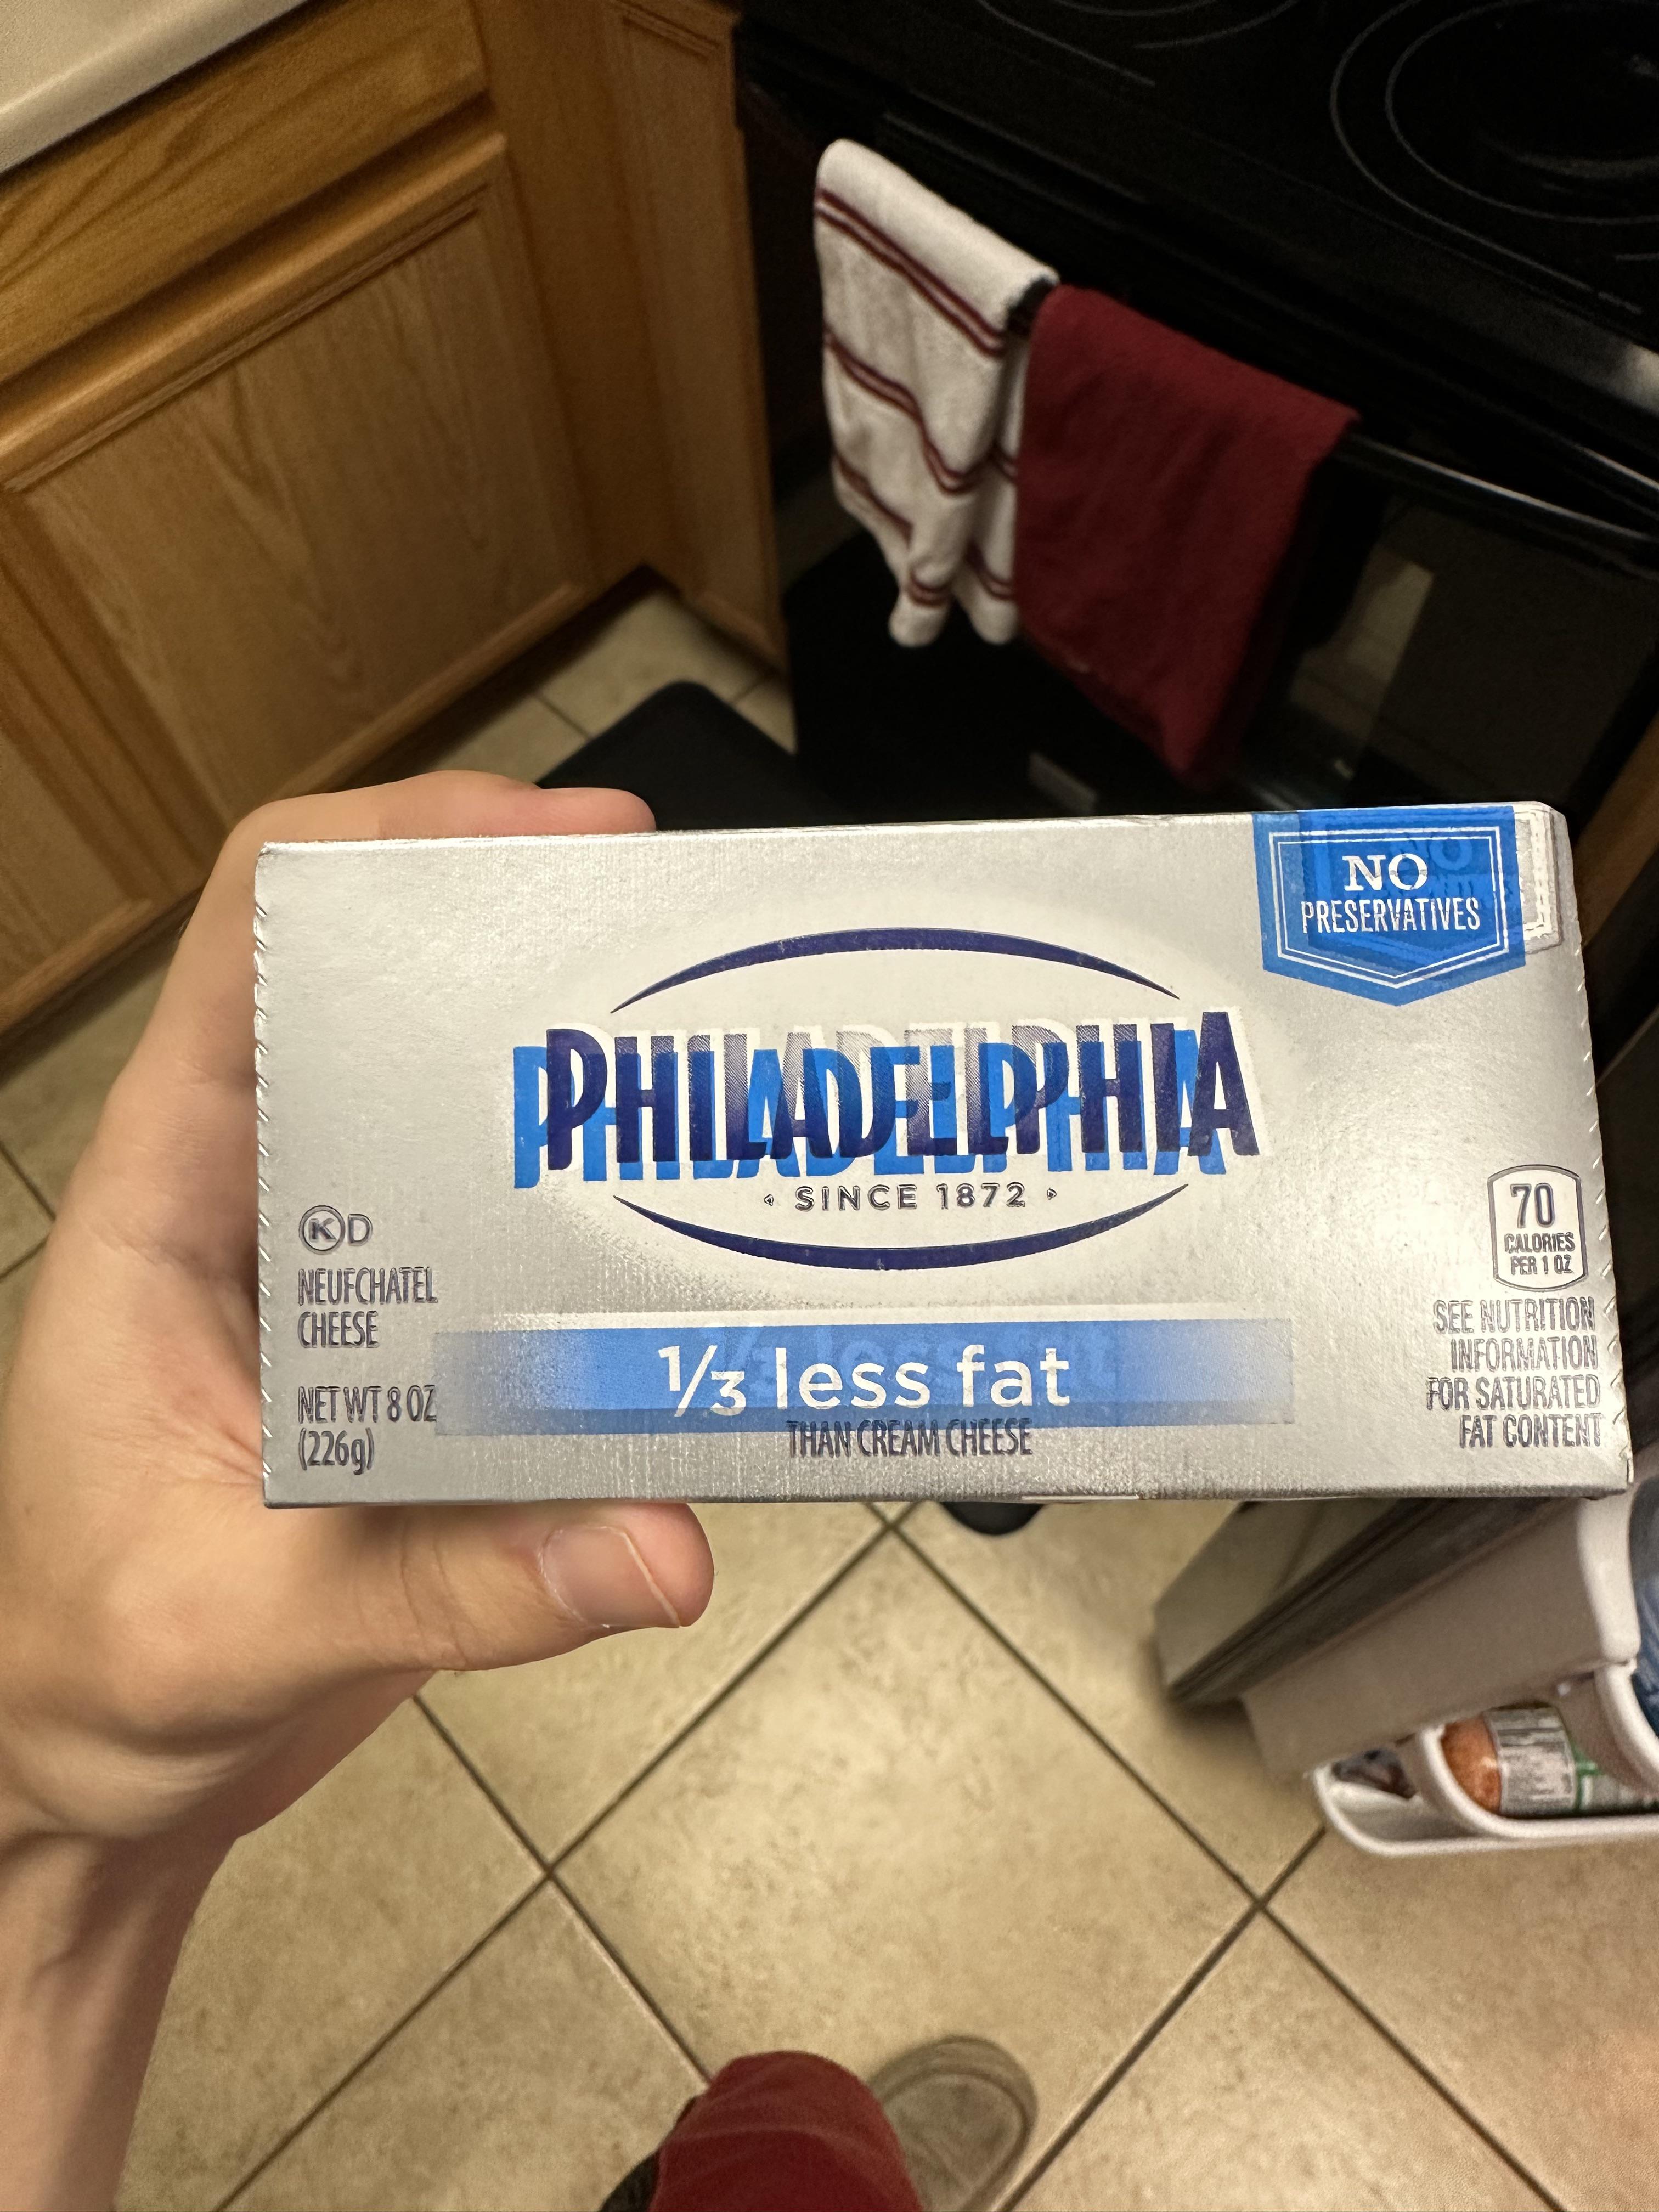 NO
PRESERVATIVES
PHILADELPHIA
SINCE 1872
K D
NEUFCHATEL
CHEESE
NET WT 8 OZ
(226g)
1/3 less fat
THAN CREAM CHEESE
70
CALORIES
PER 1 OZ
SEE NUTRITION
INFORMATION
FOR SATURATED
FAT CONTENT